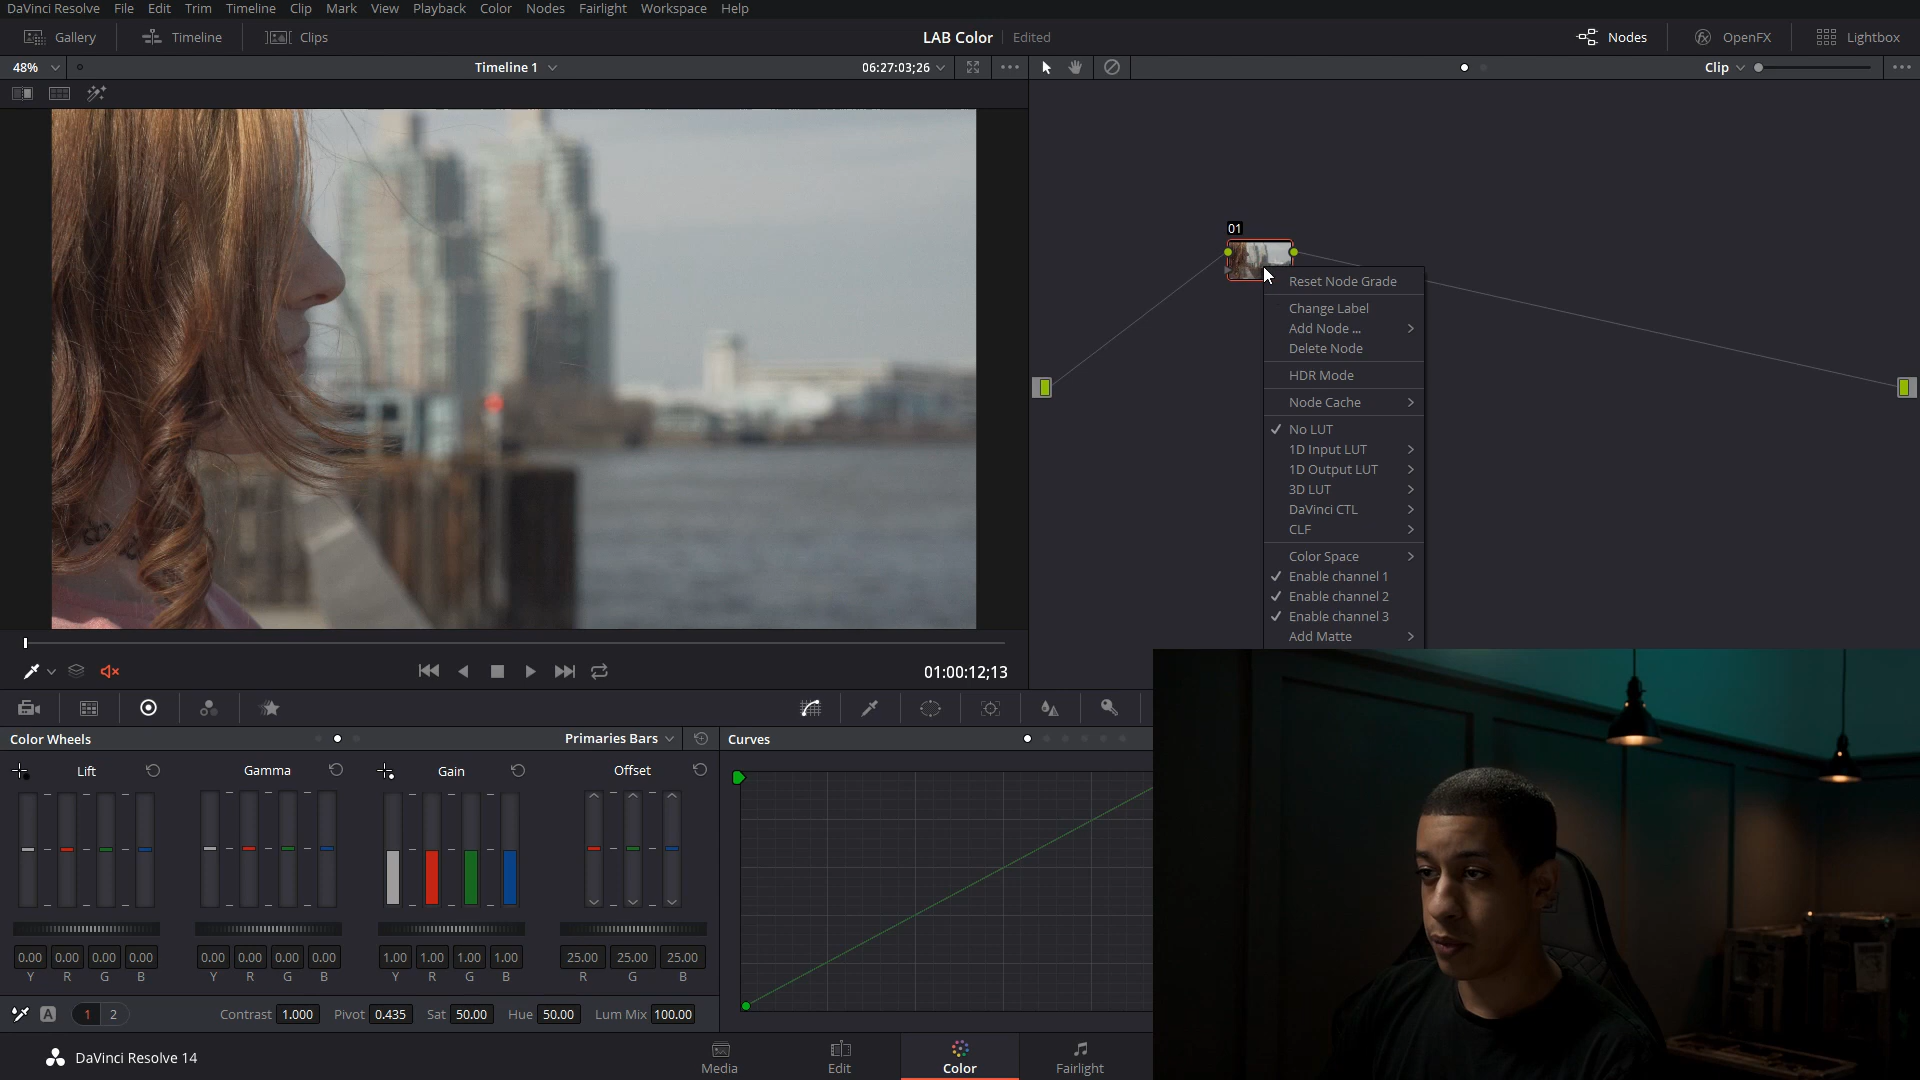 DaVinci Resolve File Edit Trim Timeline Clip Mark View Playback Color Nodes Fairlight Workspace Help
Gallery Timeline Clips LAB Color Edited Nodes OpenFX Lightbox
48% Timeline 1 06:27:03;26 Clip
01
Reset Node Grade
Change Label
Add Node ...
Delete Node
HDR Mode
Node Cache
No LUT
1D Input LUT
1D Output LUT
3D LUT
DaVinci CTL
CLF
Color Space
Enable channel 1
Enable channel 2
Enable channel 3
Add Matte
01:00:12;13
Color Wheels Primaries Bars Curves
Lift Gamma Gain Offset
0.00 0.00 0.00 0.00 0.00 0.00 0.00 0.00 1.00 1.00 1.00 1.00 25.00 25.00 25.00
Y R G B Y R G B Y R G B R G B
A 1 2 Contrast 1.000 Pivot 0.435 Sat 50.00 Hue 50.00 Lum Mix 100.00
DaVinci Resolve 14 Media Edit Color Fairlight